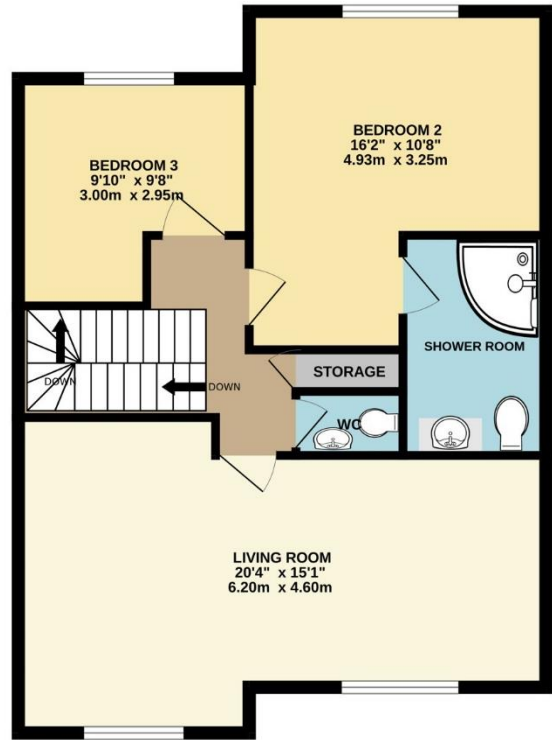 BEDROOM 2
16'2" x 10'8"
4.93m x 3.25m
BEDROOM 3
9'10" x 9'8"
3.00m x 2.95m
SHOWER ROOM
DOWN
DOWN
STORAGE
WC
LIVING ROOM
20'4" x 15'1"
6.20m x 4.60m